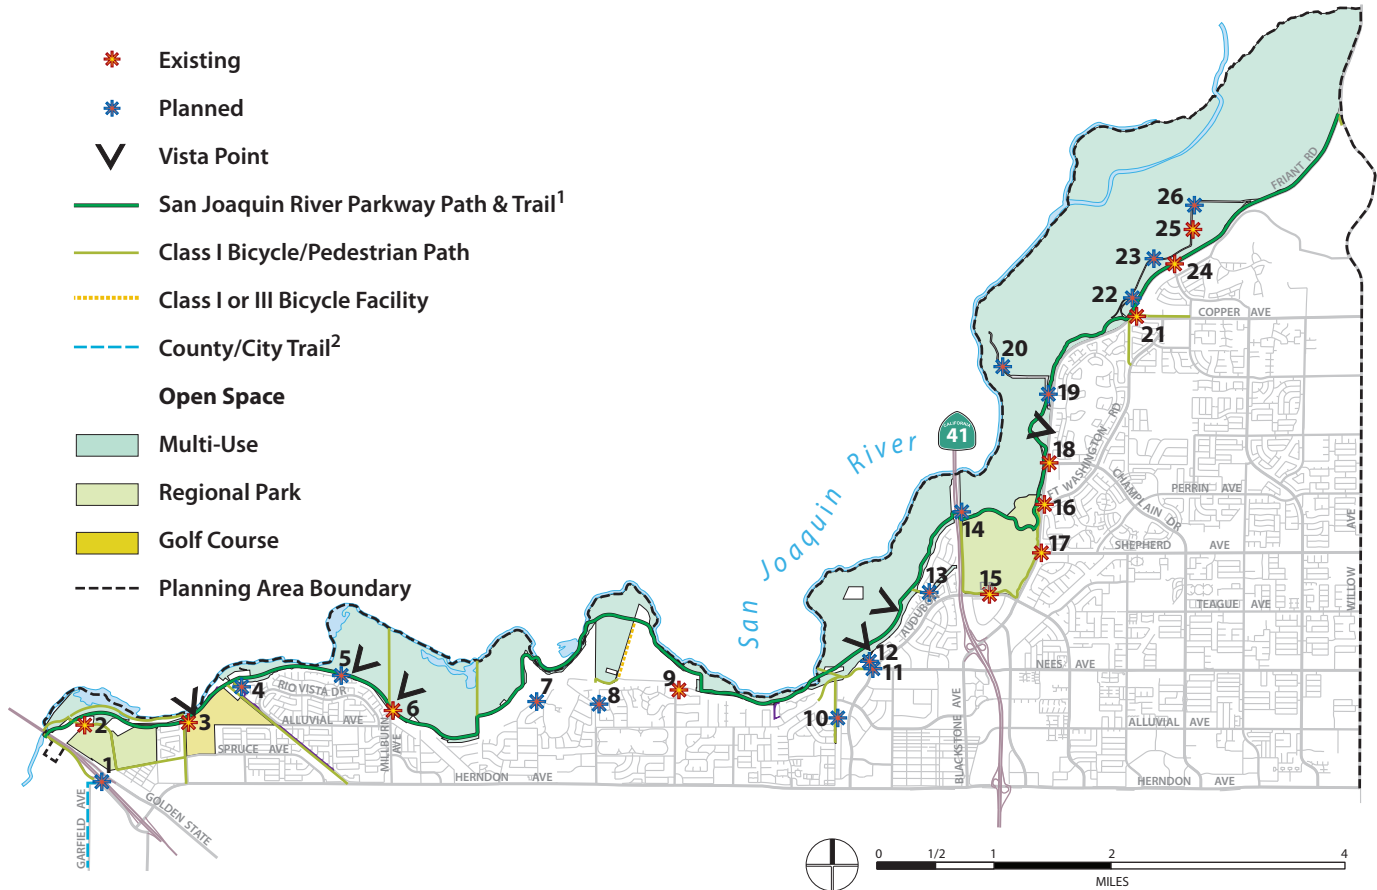 Existing
Planned
Vista Point
San Joaquin River Parkway Path & Trail1
Class I Bicycle/Pedestrian Path
Class I or III Bicycle Facility
County/City Trail2
Open Space
Multi-Use
Regional Park
Golf Course
Planning Area Boundary
San Joaquin River
CALIFORNIA
41
FRIANT RD
26
25
23
24
22
COPPER AVE
21
20
19
18
FT WASHINGTON RD
CHAMPLAIN DR
PERRIN AVE
16
14
17
SHEPHERD AVE
13
15
TEAGUE AVE
WILLOW AVE
AUDUBON
12
11
NEES AVE
5
4
RIO VISTA DR
7
8
9
6
2
3
10
ALLUVIAL AVE
ALLUVIAL AVE
SPRUCE AVE
MILLBURN AVE
BLACKSTONE AVE
1
HERNDON AVE
HERNDON AVE
GARFIELD AVE
GOLDEN STATE
0 1/2 1 2 4
MILES